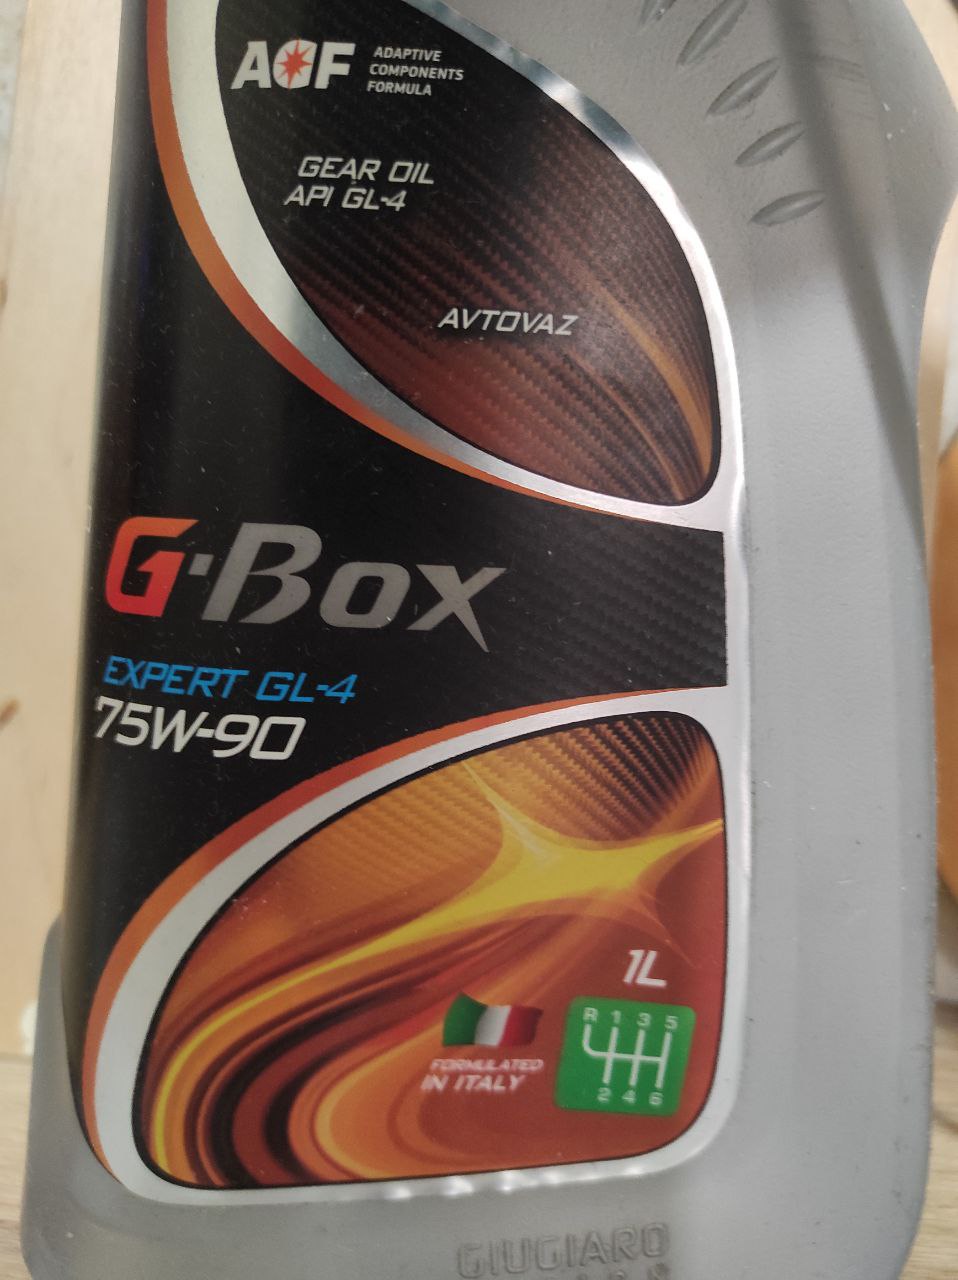 ACF
ADAPTIVE
COMPONENTS
FORMULA
GEAR OIL
API GL-4
AVTOVAZ
G-Box
EXPERT GL-4
75W-90
1L
FORMULATED
IN ITALY
R 1 3 5
2 4 6
GIUGIARO